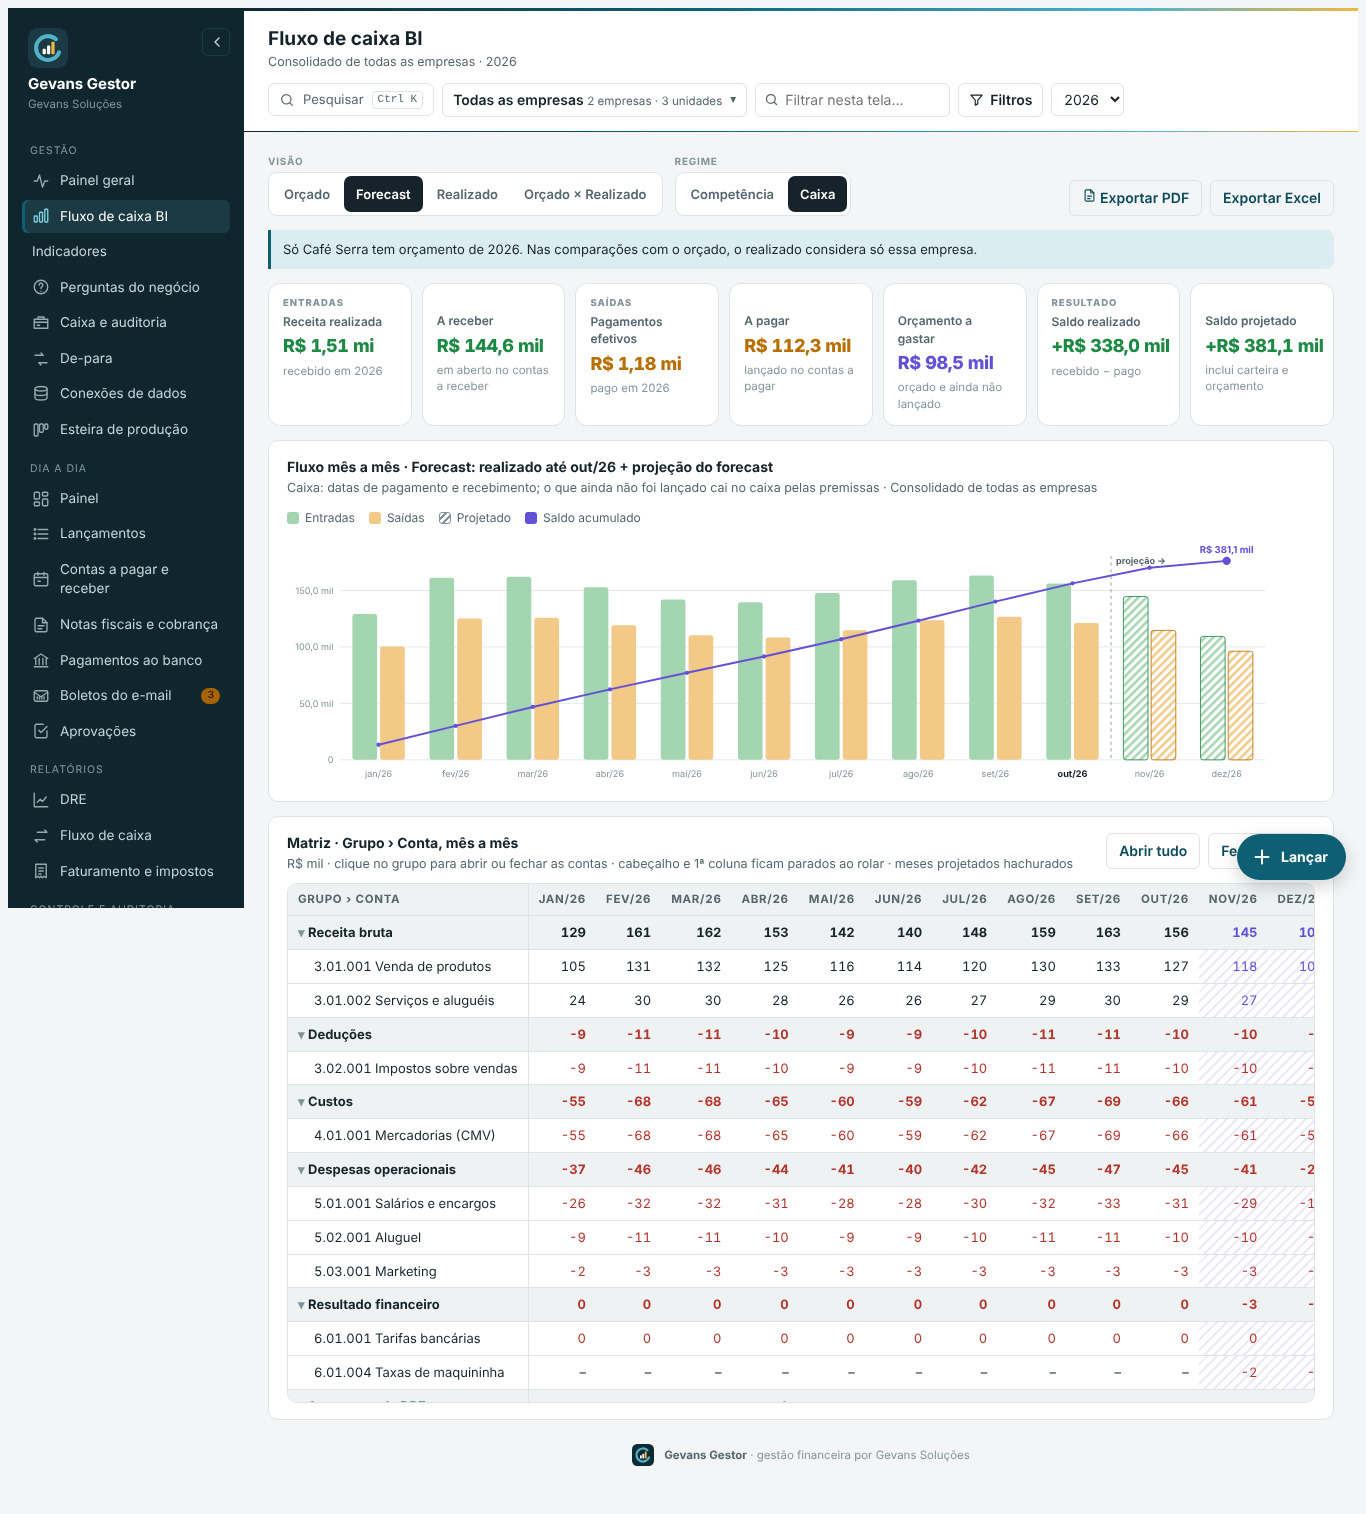 Gevans Gestor
Gevans Soluções
GESTÃO
Painel geral
Fluxo de caixa BI
Indicadores
Perguntas do negócio
Caixa e auditoria
De-para
Conexões de dados
Esteira de produção
DIA A DIA
Painel
Lançamentos
Contas a pagar e
receber
Notas fiscais e cobrança
Pagamentos ao banco
Boletos do e-mail 3
Aprovações
RELATÓRIOS
DRE
Fluxo de caixa
Faturamento e impostos
CONTROLE E AUDITORIA
Fluxo de caixa BI
Consolidado de todas as empresas · 2026
Pesquisar Ctrl K Todas as empresas 2 empresas · 3 unidades ▾ Filtrar nesta tela... Filtros 2026
VISÃO REGIME
Orçado Forecast Realizado Orçado × Realizado Competência Caixa Exportar PDF Exportar Excel
Só Café Serra tem orçamento de 2026. Nas comparações com o orçado, o realizado considera só essa empresa.
ENTRADAS
Receita realizada
R$ 1,51 mi
recebido em 2026
A receber
R$ 144,6 mil
em aberto no contas
a receber
SAÍDAS
Pagamentos
efetivos
R$ 1,18 mi
pago em 2026
A pagar
R$ 112,3 mil
lançado no contas a
pagar
Orçamento a
gastar
R$ 98,5 mil
orçado e ainda não
lançado
RESULTADO
Saldo realizado
+R$ 338,0 mil
recebido − pago
Saldo projetado
+R$ 381,1 mil
inclui carteira e
orçamento
Fluxo mês a mês · Forecast: realizado até out/26 + projeção do forecast
Caixa: datas de pagamento e recebimento; o que ainda não foi lançado cai no caixa pelas premissas · Consolidado de todas as empresas
Entradas Saídas Projetado Saldo acumulado
R$ 381,1 mil
projeção →
150,0 mil
100,0 mil
50,0 mil
0
jan/26 fev/26 mar/26 abr/26 mai/26 jun/26 jul/26 ago/26 set/26 out/26 nov/26 dez/26
Matriz · Grupo › Conta, mês a mês
R$ mil · clique no grupo para abrir ou fechar as contas · cabeçalho e 1ª coluna ficam parados ao rolar · meses projetados hachurados
Abrir tudo Fe
Lançar
GRUPO › CONTA JAN/26 FEV/26 MAR/26 ABR/26 MAI/26 JUN/26 JUL/26 AGO/26 SET/26 OUT/26 NOV/26 DEZ/2
▾ Receita bruta 129 161 162 153 142 140 148 159 163 156 145 10
3.01.001 Venda de produtos 105 131 132 125 116 114 120 130 133 127 118 10
3.01.002 Serviços e aluguéis 24 30 30 28 26 26 27 29 30 29 27
▾ Deduções -9 -11 -11 -10 -9 -9 -10 -11 -11 -10 -10 -
3.02.001 Impostos sobre vendas -9 -11 -11 -10 -9 -9 -10 -11 -11 -10 -10 -
▾ Custos -55 -68 -68 -65 -60 -59 -62 -67 -69 -66 -61 -5
4.01.001 Mercadorias (CMV) -55 -68 -68 -65 -60 -59 -62 -67 -69 -66 -61 -5
▾ Despesas operacionais -37 -46 -46 -44 -41 -40 -42 -45 -47 -45 -41 -2
5.01.001 Salários e encargos -26 -32 -32 -31 -28 -28 -30 -32 -33 -31 -29 -1
5.02.001 Aluguel -9 -11 -11 -10 -9 -9 -10 -11 -11 -10 -10 -
5.03.001 Marketing -2 -3 -3 -3 -3 -3 -3 -3 -3 -3 -3 -
▾ Resultado financeiro 0 0 0 0 0 0 0 0 0 0 -3 -
6.01.001 Tarifas bancárias 0 0 0 0 0 0 0 0 0 0 0
6.01.004 Taxas de maquininha – – – – – – – – – – -2 -
Gevans Gestor · gestão financeira por Gevans Soluções